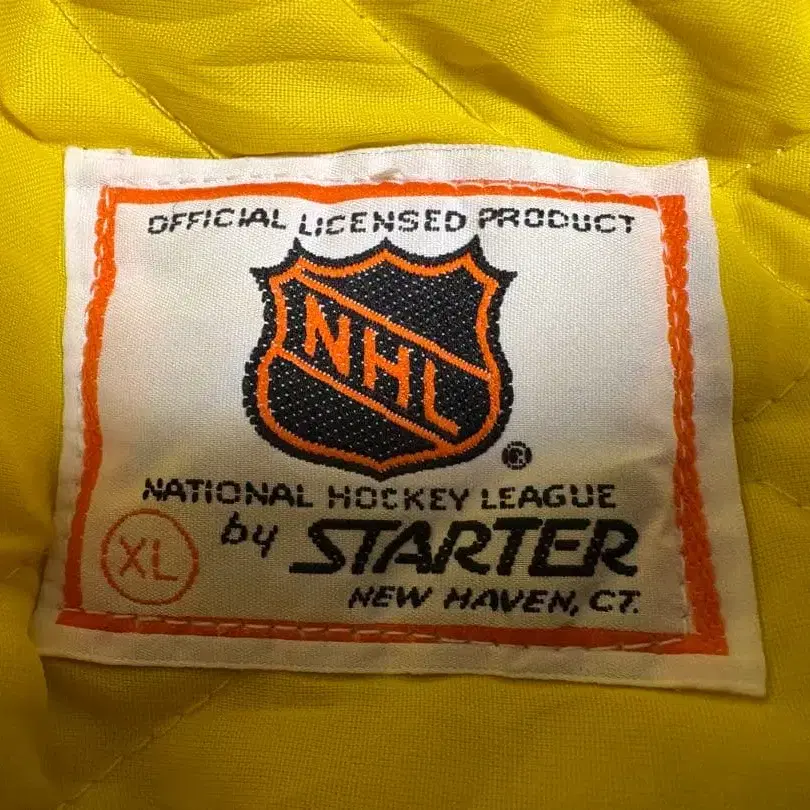 OFFICIAL LICENSED PRODUCT
NHL
®
NATIONAL HOCKEY LEAGUE
XL
by STARTER
NEW HAVEN, CT.